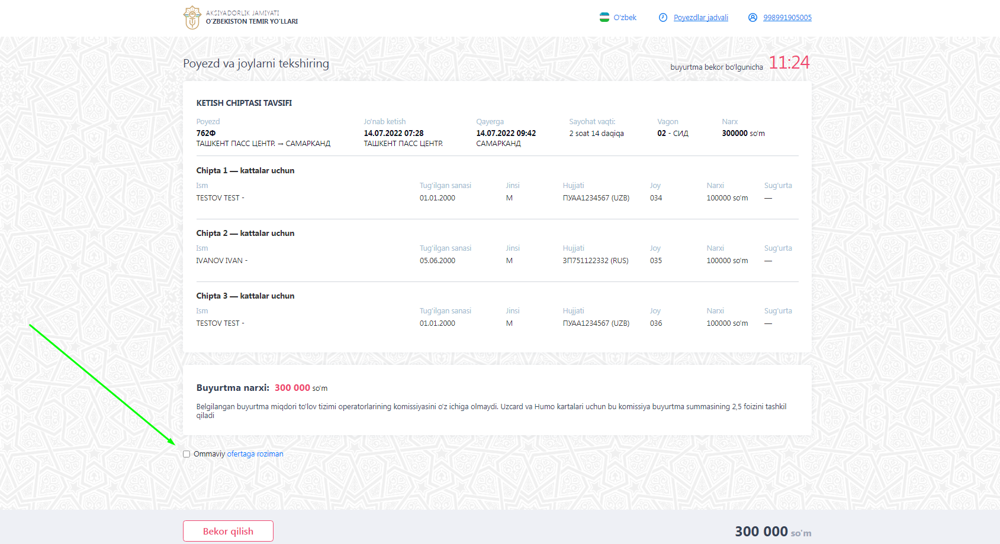 AKSIYADORLIK JAMIYATI
O'ZBEKISTON TEMIR YO'LLARI
O'zbek
Poyezdlar jadvali
998991905005
Poyezd va joylarni tekshiring
buyurtma bekor bo'lgunicha 11:24
KETISH CHIPTASI TAVSIFI
Poyezd Jo'nab ketish Qayerga Sayohat vaqti: Vagon Narx
762Ф 14.07.2022 07:28 14.07.2022 09:42 2 soat 14 daqiqa 02 - СИД 300000 so'm
ТАШКЕНТ ПАСС ЦЕНТР. → САМАРКАНД ТАШКЕНТ ПАСС ЦЕНТР. САМАРКАНД
Chipta 1 — kattalar uchun
Ism Tug'ilgan sanasi Jinsi Hujjati Joy Narxi Sug'urta
TESTOV TEST - 01.01.2000 M ПУAA1234567 (UZB) 034 100000 so'm —
Chipta 2 — kattalar uchun
Ism Tug'ilgan sanasi Jinsi Hujjati Joy Narxi Sug'urta
IVANOV IVAN - 05.06.2000 M ЗП751122332 (RUS) 035 100000 so'm —
Chipta 3 — kattalar uchun
Ism Tug'ilgan sanasi Jinsi Hujjati Joy Narxi Sug'urta
TESTOV TEST - 01.01.2000 M ПУAA1234567 (UZB) 036 100000 so'm —
Buyurtma narxi: 300 000 so'm
Belgilangan buyurtma miqdori to'lov tizimi operatorlarining komissiyasini o'z ichiga olmaydi. Uzcard va Humo kartalari uchun bu komissiya buyurtma summasining 2,5 foizini tashkil
qiladi
Ommaviy ofertaga roziman
Bekor qilish
300 000 so'm